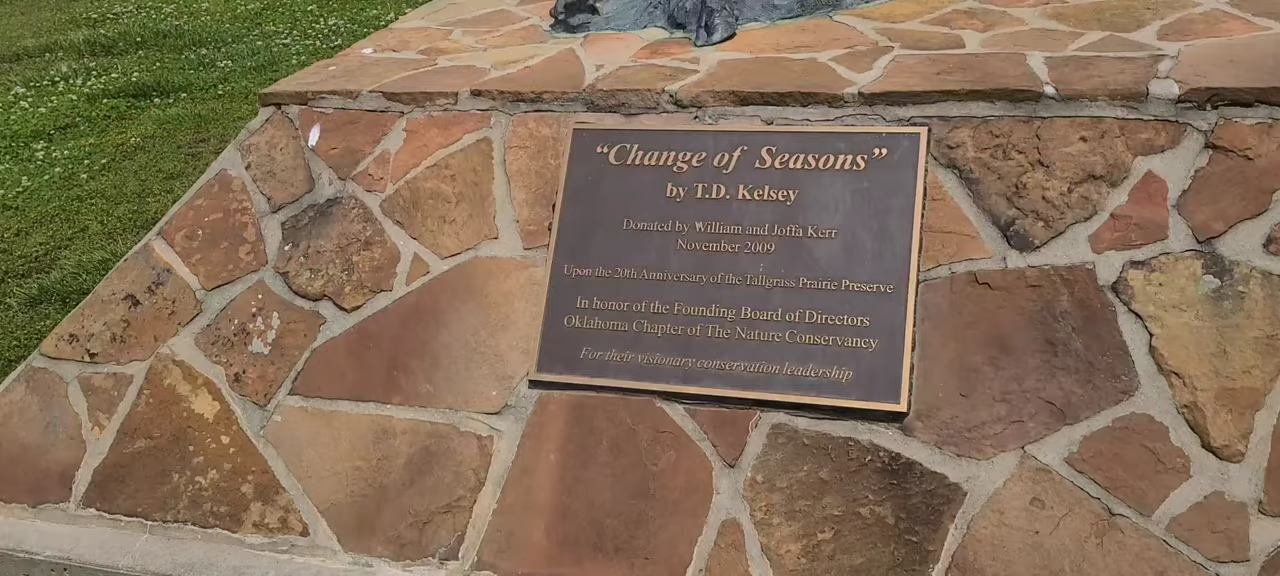 “Change of Seasons”
by T.D. Kelsey
Donated by William and Joffa Kerr
November 2009
Upon the 20th Anniversary of the Tallgrass Prairie Preserve
In honor of the Founding Board of Directors
Oklahoma Chapter of The Nature Conservancy
For their visionary conservation leadership